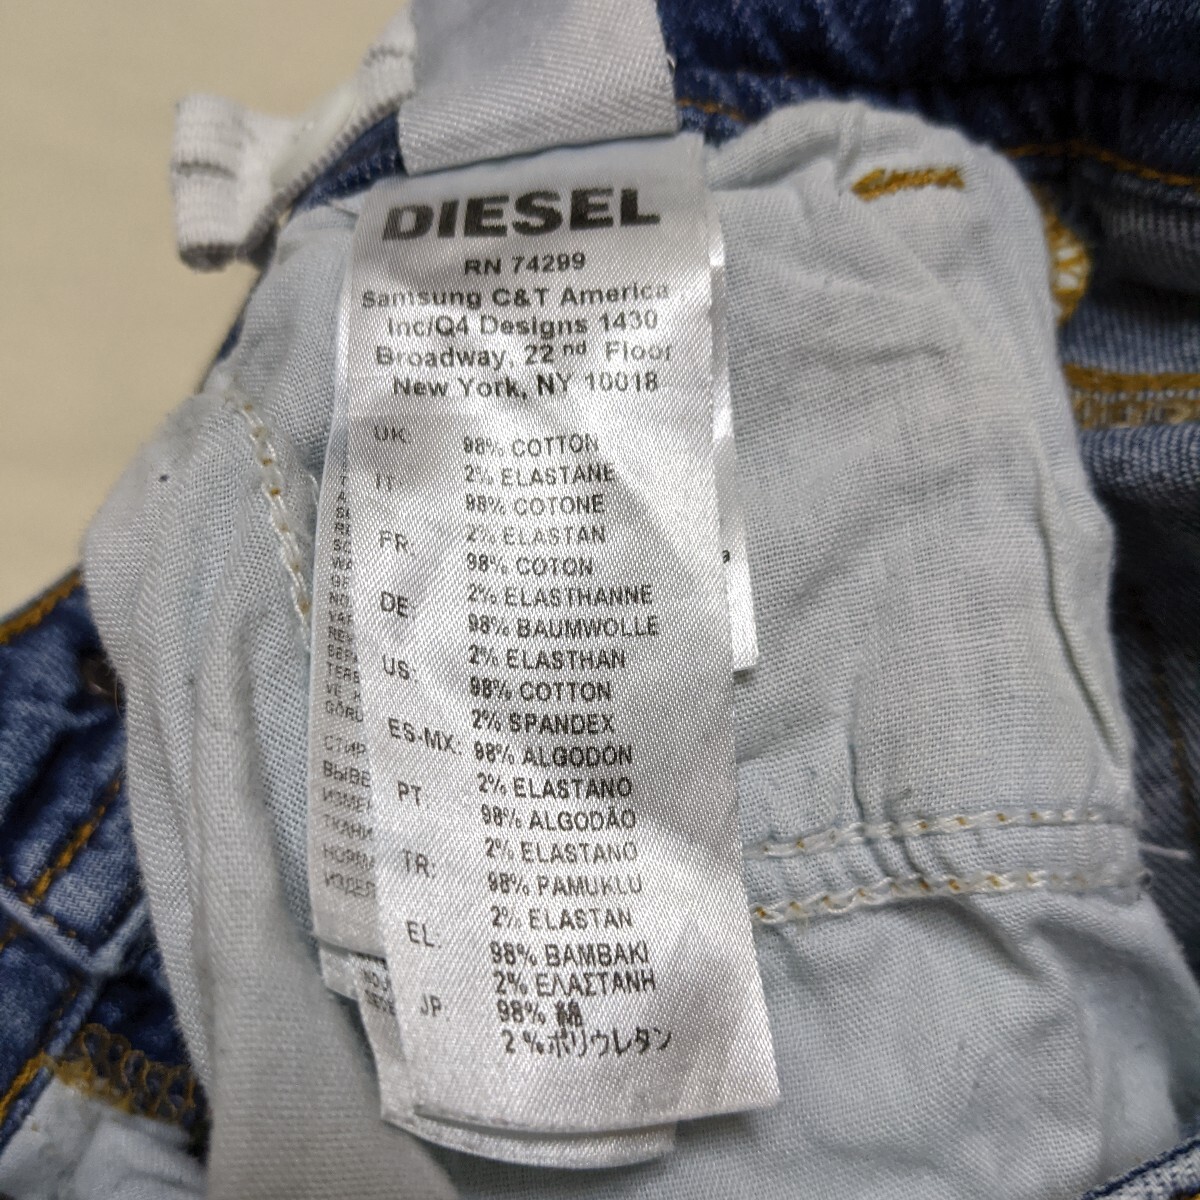 DIESEL
RN 74299
Samsung C&T America
Inc/Q4 Designs 1430
Broadway, 22 nd Floor
New York, NY 10018
UK: 98% COTTON
2% ELASTANE
IT: 98% COTONE
2% ELASTAN
FR: 98% COTON
2% ELASTHANNE
DE: 98% BAUMWOLLE
2% ELASTHAN
US: 98% COTTON
2% SPANDEX
ES-MX: 98% ALGODON
2% ELASTANO
PT: 98% ALGODÃO
2% ELASTANO
TR: 98% PAMUKLU
2% ELASTAN
EL: 98% BAMBAKI
2% ΕΛΑΣΤΑΝΗ
JP: 98% 綿
2%ポリウレタン